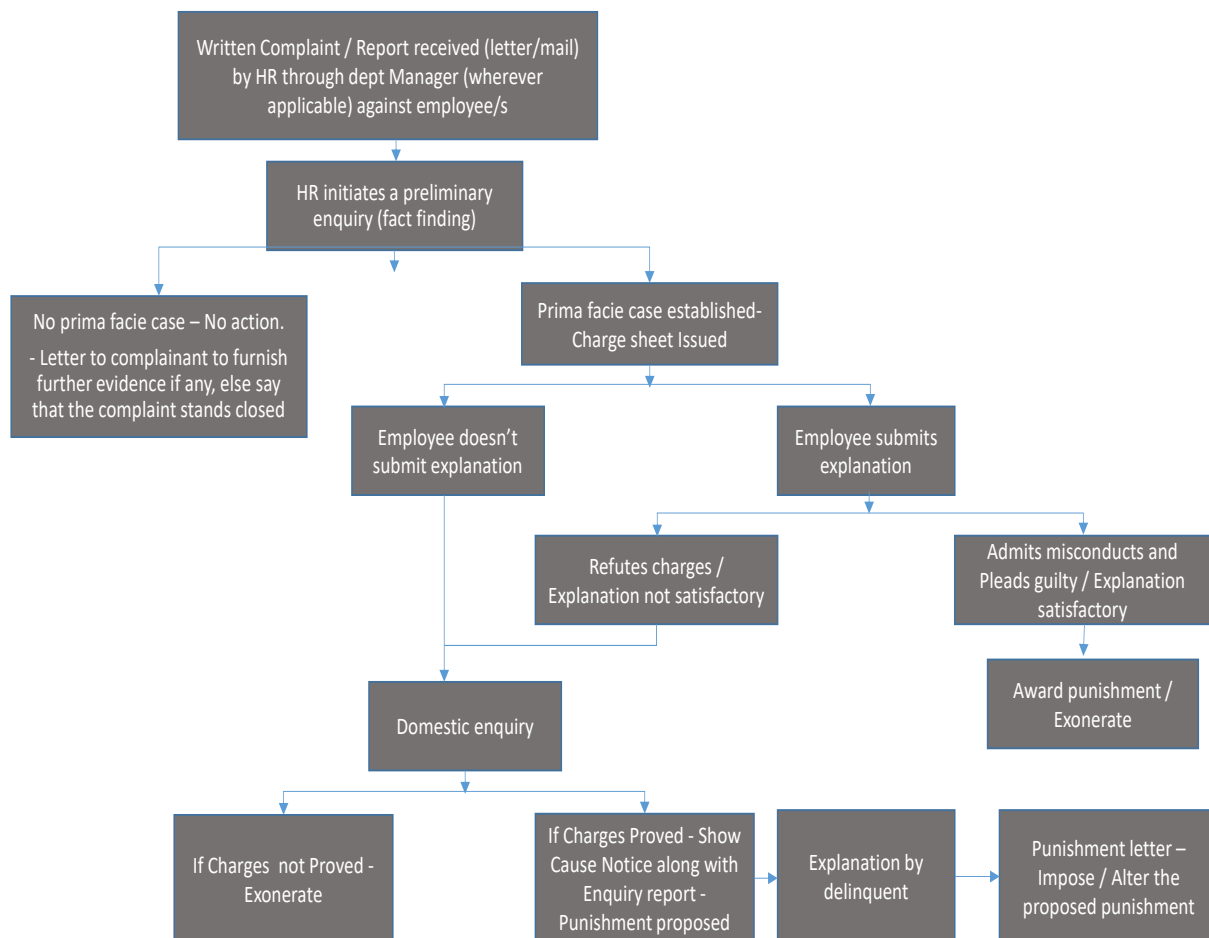 Written Complaint / Report received (letter/mail)
by HR through dept Manager (wherever
applicable) against employee/s
HR initiates a preliminary
enquiry (fact finding)
No prima facie case – No action.
- Letter to complainant to furnish
further evidence if any, else say
that the complaint stands closed
Prima facie case established-
Charge sheet Issued
Employee doesn’t
submit explanation
Employee submits
explanation
Refutes charges /
Explanation not satisfactory
Admits misconducts and
Pleads guilty / Explanation
satisfactory
Award punishment /
Exonerate
Domestic enquiry
If Charges  not Proved -
Exonerate
If Charges Proved - Show
Cause Notice along with
Enquiry report -
Punishment proposed
Explanation by
delinquent
Punishment letter –
Impose / Alter the
proposed punishment